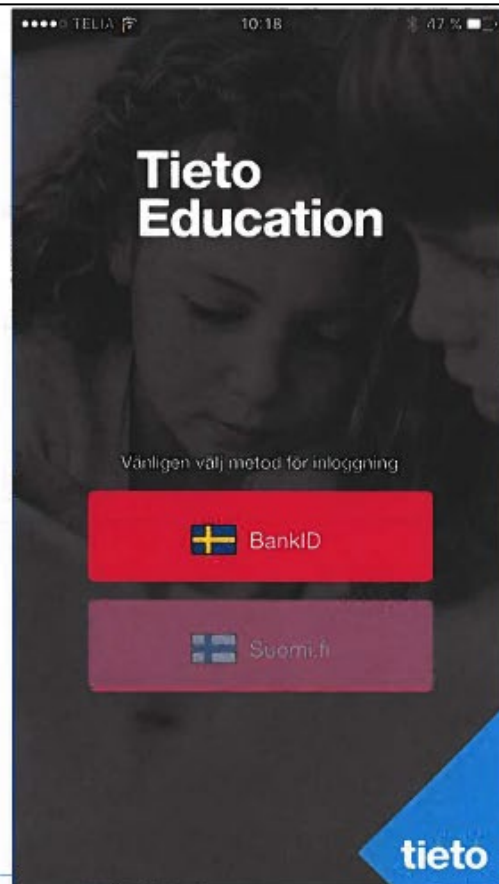 TELIA 10:18 47 %
Tieto
Education
Vänligen välj metod för inloggning
BankID
Suomi.fi
tieto